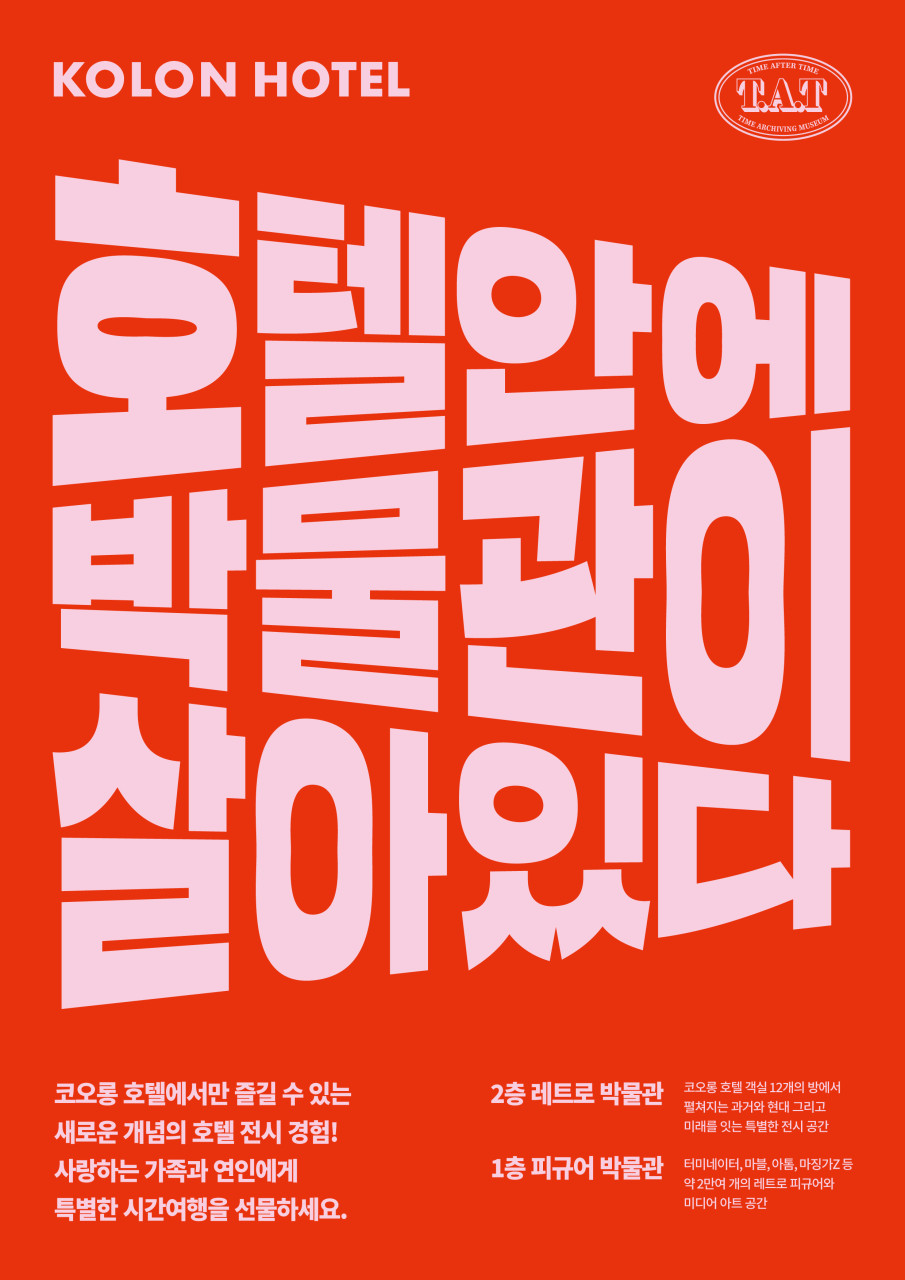 KOLON HOTEL
TIME AFTER TIME
T.A.T
TIME ARCHIVING MUSEUM
호텔안에
박물관이
살아있다
코오롱 호텔에서만 즐길 수 있는
새로운 개념의 호텔 전시 경험!
사랑하는 가족과 연인에게
특별한 시간여행을 선물하세요.
2층 레트로 박물관
코오롱 호텔 객실 12개의 방에서
펼쳐지는 과거와 현대 그리고
미래를 잇는 특별한 전시 공간
1층 피규어 박물관
터미네이터, 마블, 아톰, 마징가Z 등
약 2만여 개의 레트로 피규어와
미디어 아트 공간